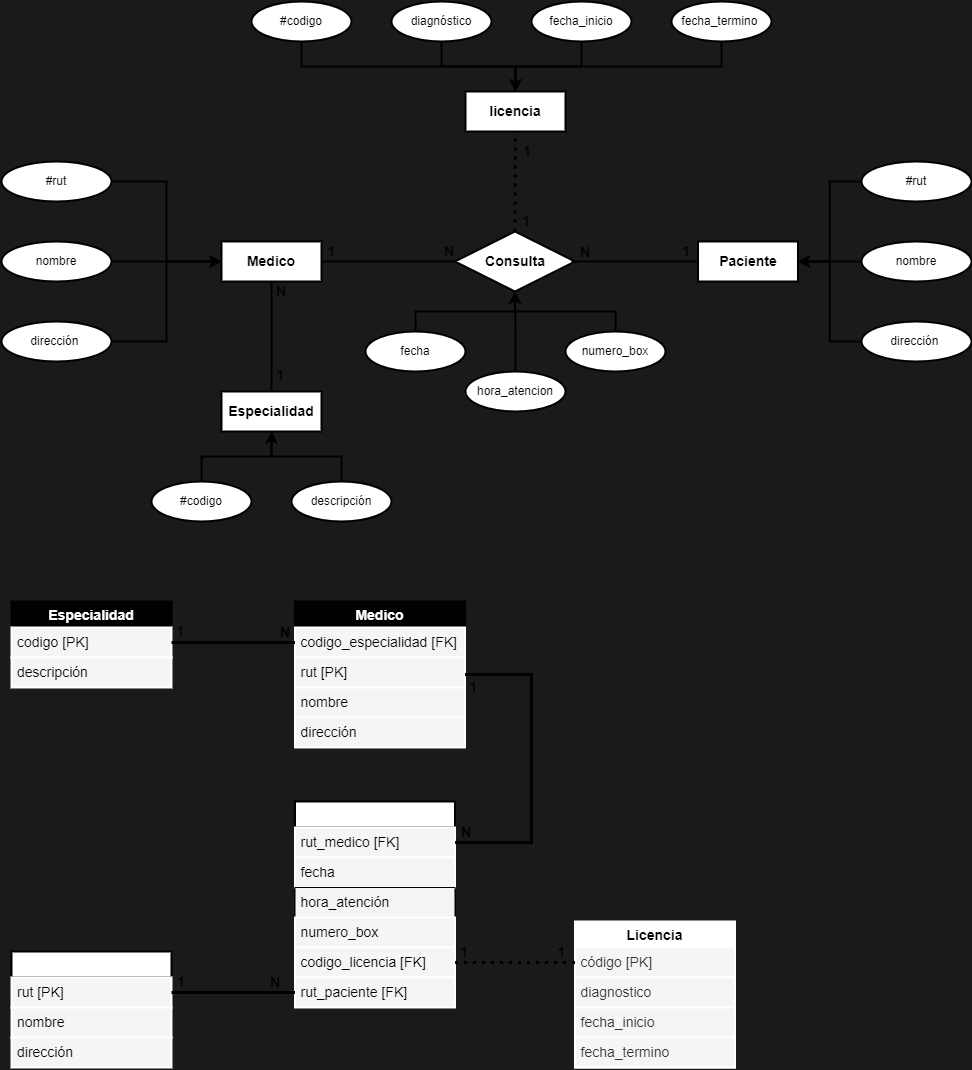 #codigo
diagnóstico
fecha_inicio
fecha_termino
licencia
1
1
#rut
nombre
dirección
Medico
1
N
Consulta
N
1
Paciente
#rut
nombre
dirección
N
1
fecha
hora_atencion
numero_box
Especialidad
#codigo
descripción
Especialidad
codigo [PK]
descripción
1
N
Medico
codigo_especialidad [FK]
rut [PK]
nombre
dirección
1
N
rut_medico [FK]
fecha
hora_atención
numero_box
codigo_licencia [FK]
rut_paciente [FK]
1
1
Licencia
código [PK]
diagnostico
fecha_inicio
fecha_termino
1
N
rut [PK]
nombre
dirección